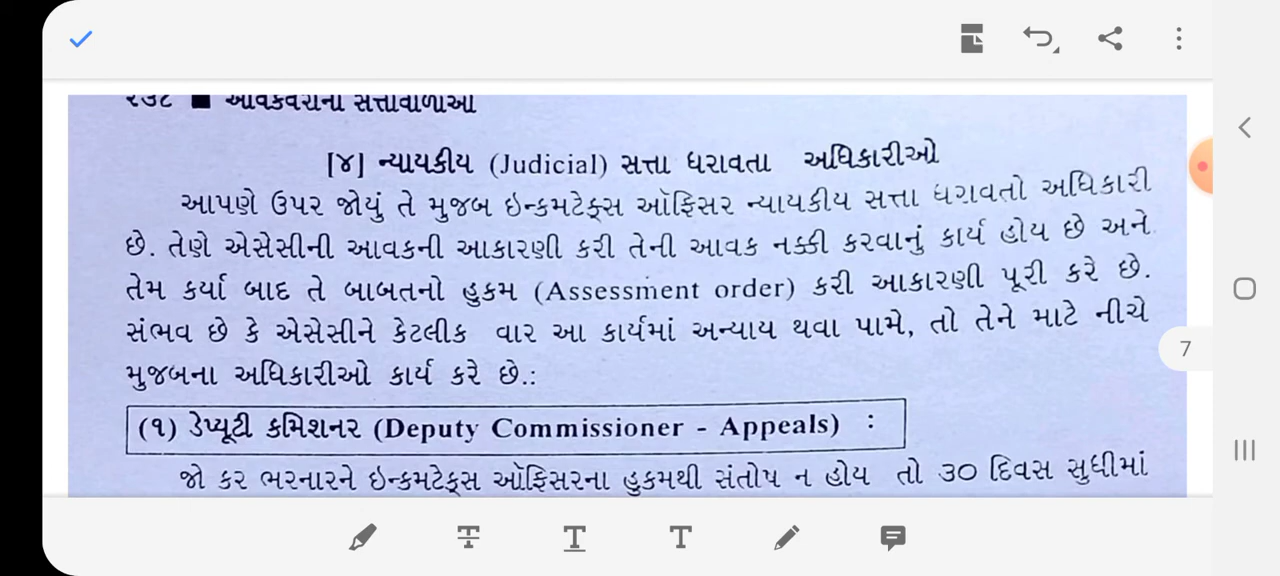 ૨૩૮ ■ આવકવેરાના સત્તાવાળાઓ
[૪] ન્યાયકીય (Judicial) સત્તા ધરાવતા અધિકારીઓ
આપણે ઉપર જોયું તે મુજબ ઇન્કમટેક્સ ઑફિસર ન્યાયકીય સત્તા ધરાવતો અધિકારી
છે. તેણે એસેસીની આવકની આકારણી કરી તેની આવક નક્કી કરવાનું કાર્ય હોય છે અને
તેમ કર્યા બાદ તે બાબતનો હુકમ (Assessment order) કરી આકારણી પૂરી કરે છે.
સંભવ છે કે એસેસીને કેટલીક વાર આ કાર્યમાં અન્યાય થવા પામે, તો તેને માટે નીચે
મુજબના અધિકારીઓ કાર્ય કરે છે.:
(૧) ડેપ્યૂટી કમિશનર (Deputy Commissioner - Appeals) :
જો કર ભરનારને ઇન્કમટેક્સ ઑફિસરના હુકમથી સંતોષ ન હોય તો ૩૦ દિવસ સુધીમાં
7